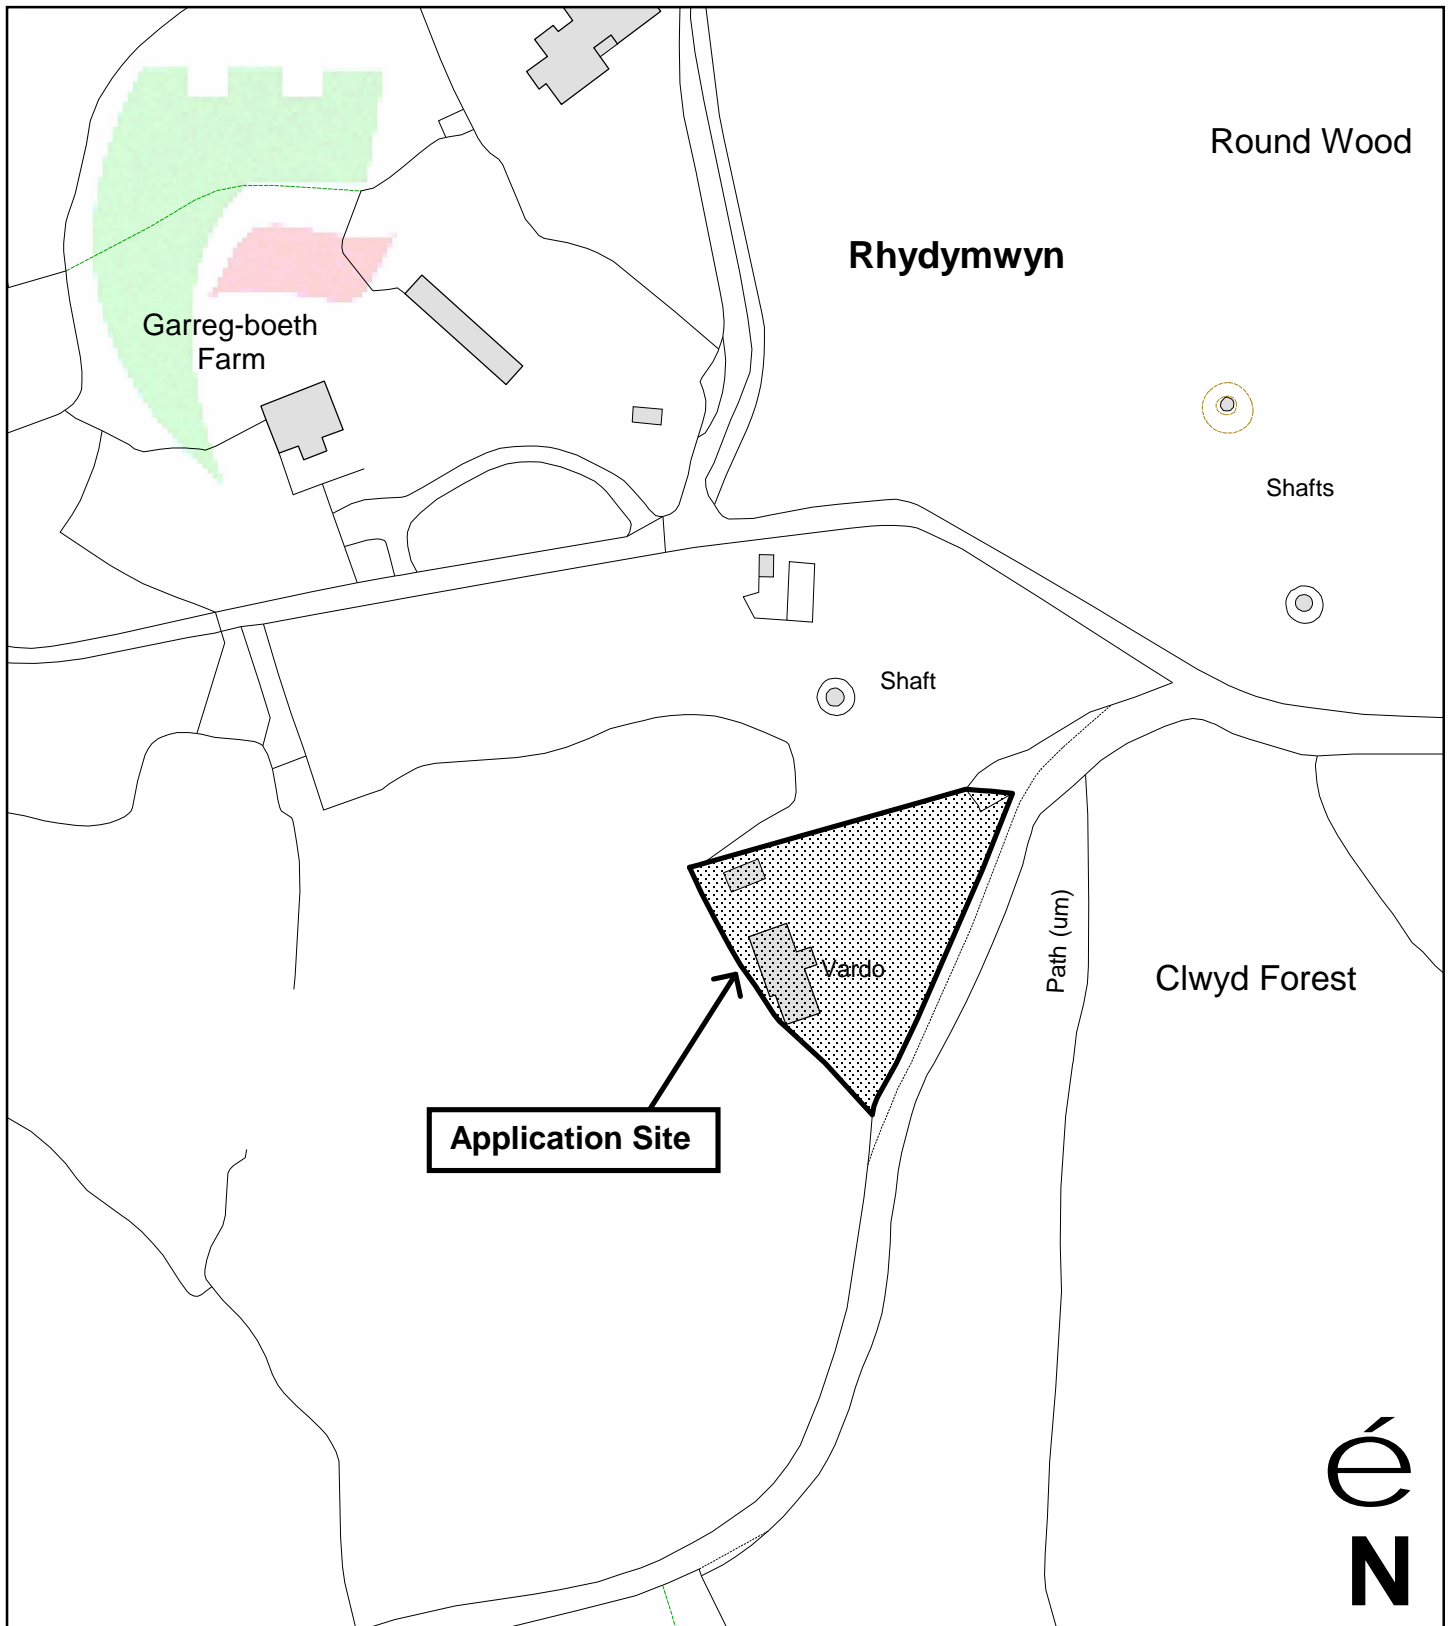 Round Wood
Rhydymwyn
Garreg-boeth
Farm
Shafts
Shaft
Path (um)
Vardo
Clwyd Forest
Application Site
é
N